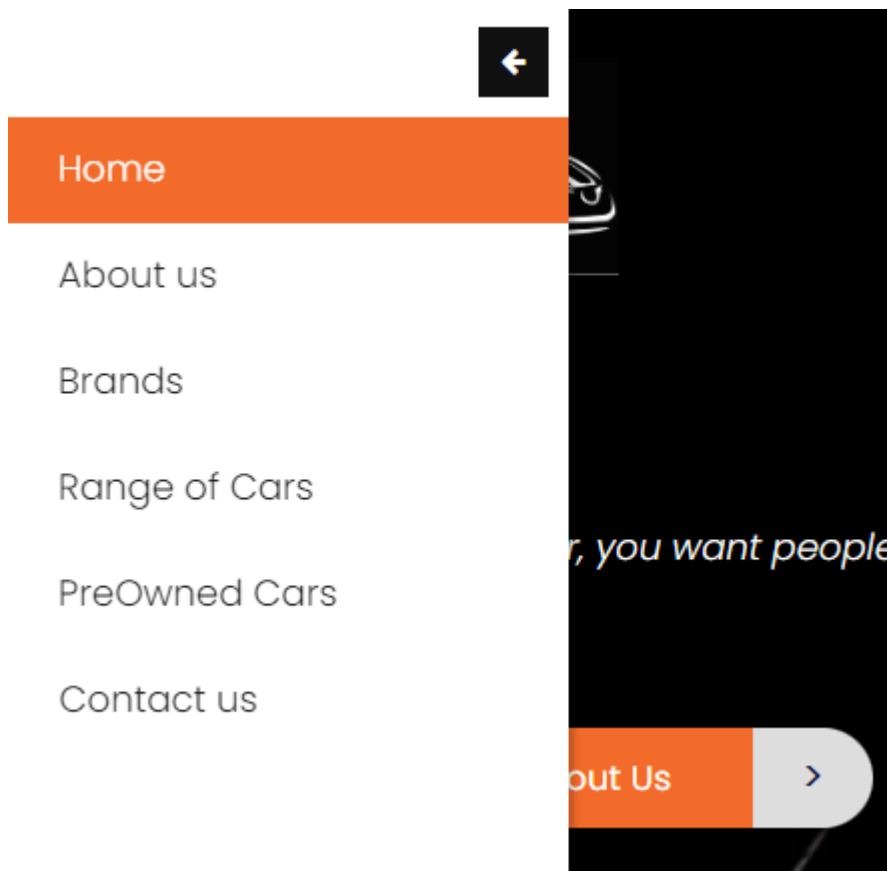 Home
About us
Brands
Range of Cars
r, you want people
PreOwned Cars
Contact us
out Us